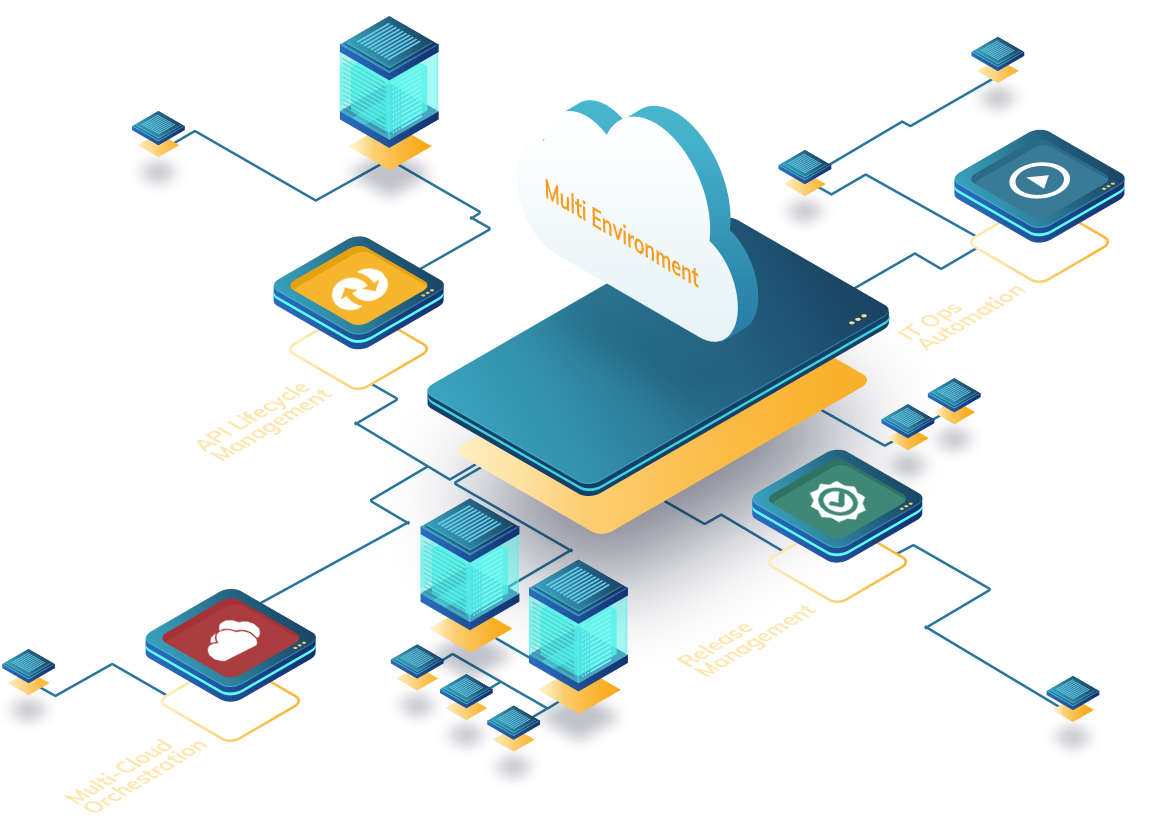 Multi Environment
IT Ops
Automation
API Lifecycle
Management
Release
Management
Multi-Cloud
Orchestration